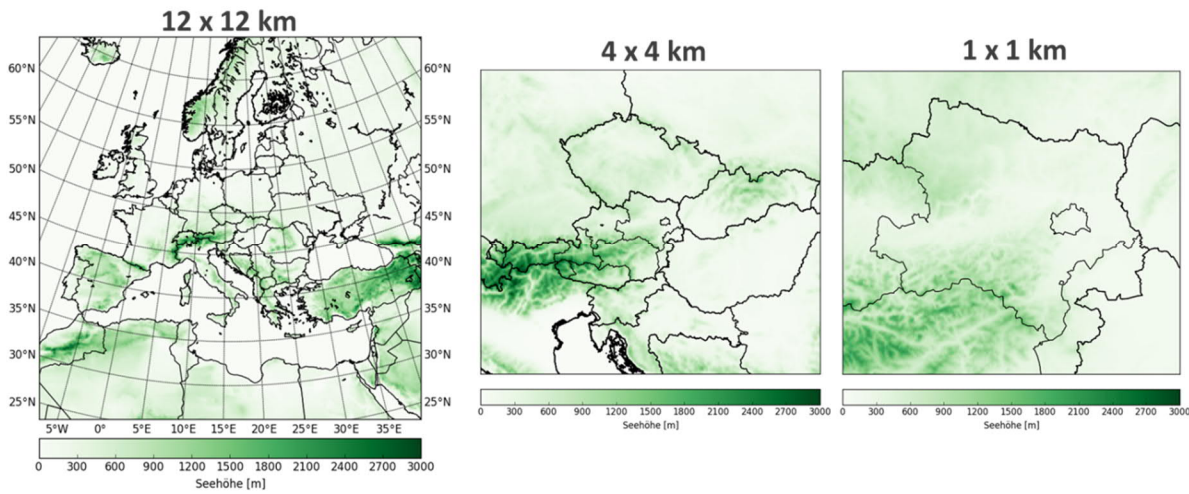 12 x 12 km
4 x 4 km
1 x 1 km
60°N
55°N
50°N
45°N
40°N
35°N
30°N
25°N
60°N
55°N
50°N
45°N
40°N
35°N
30°N
25°N
5°W 0° 5°E 10°E 15°E 20°E 25°E 30°E 35°E
0 300 600 900 1200 1500 1800 2100 2400 2700 3000
Seehöhe [m]
0 300 600 900 1200 1500 1800 2100 2400 2700 3000
Seehöhe [m]
0 300 600 900 1200 1500 1800 2100 2400 2700 3000
Seehöhe [m]